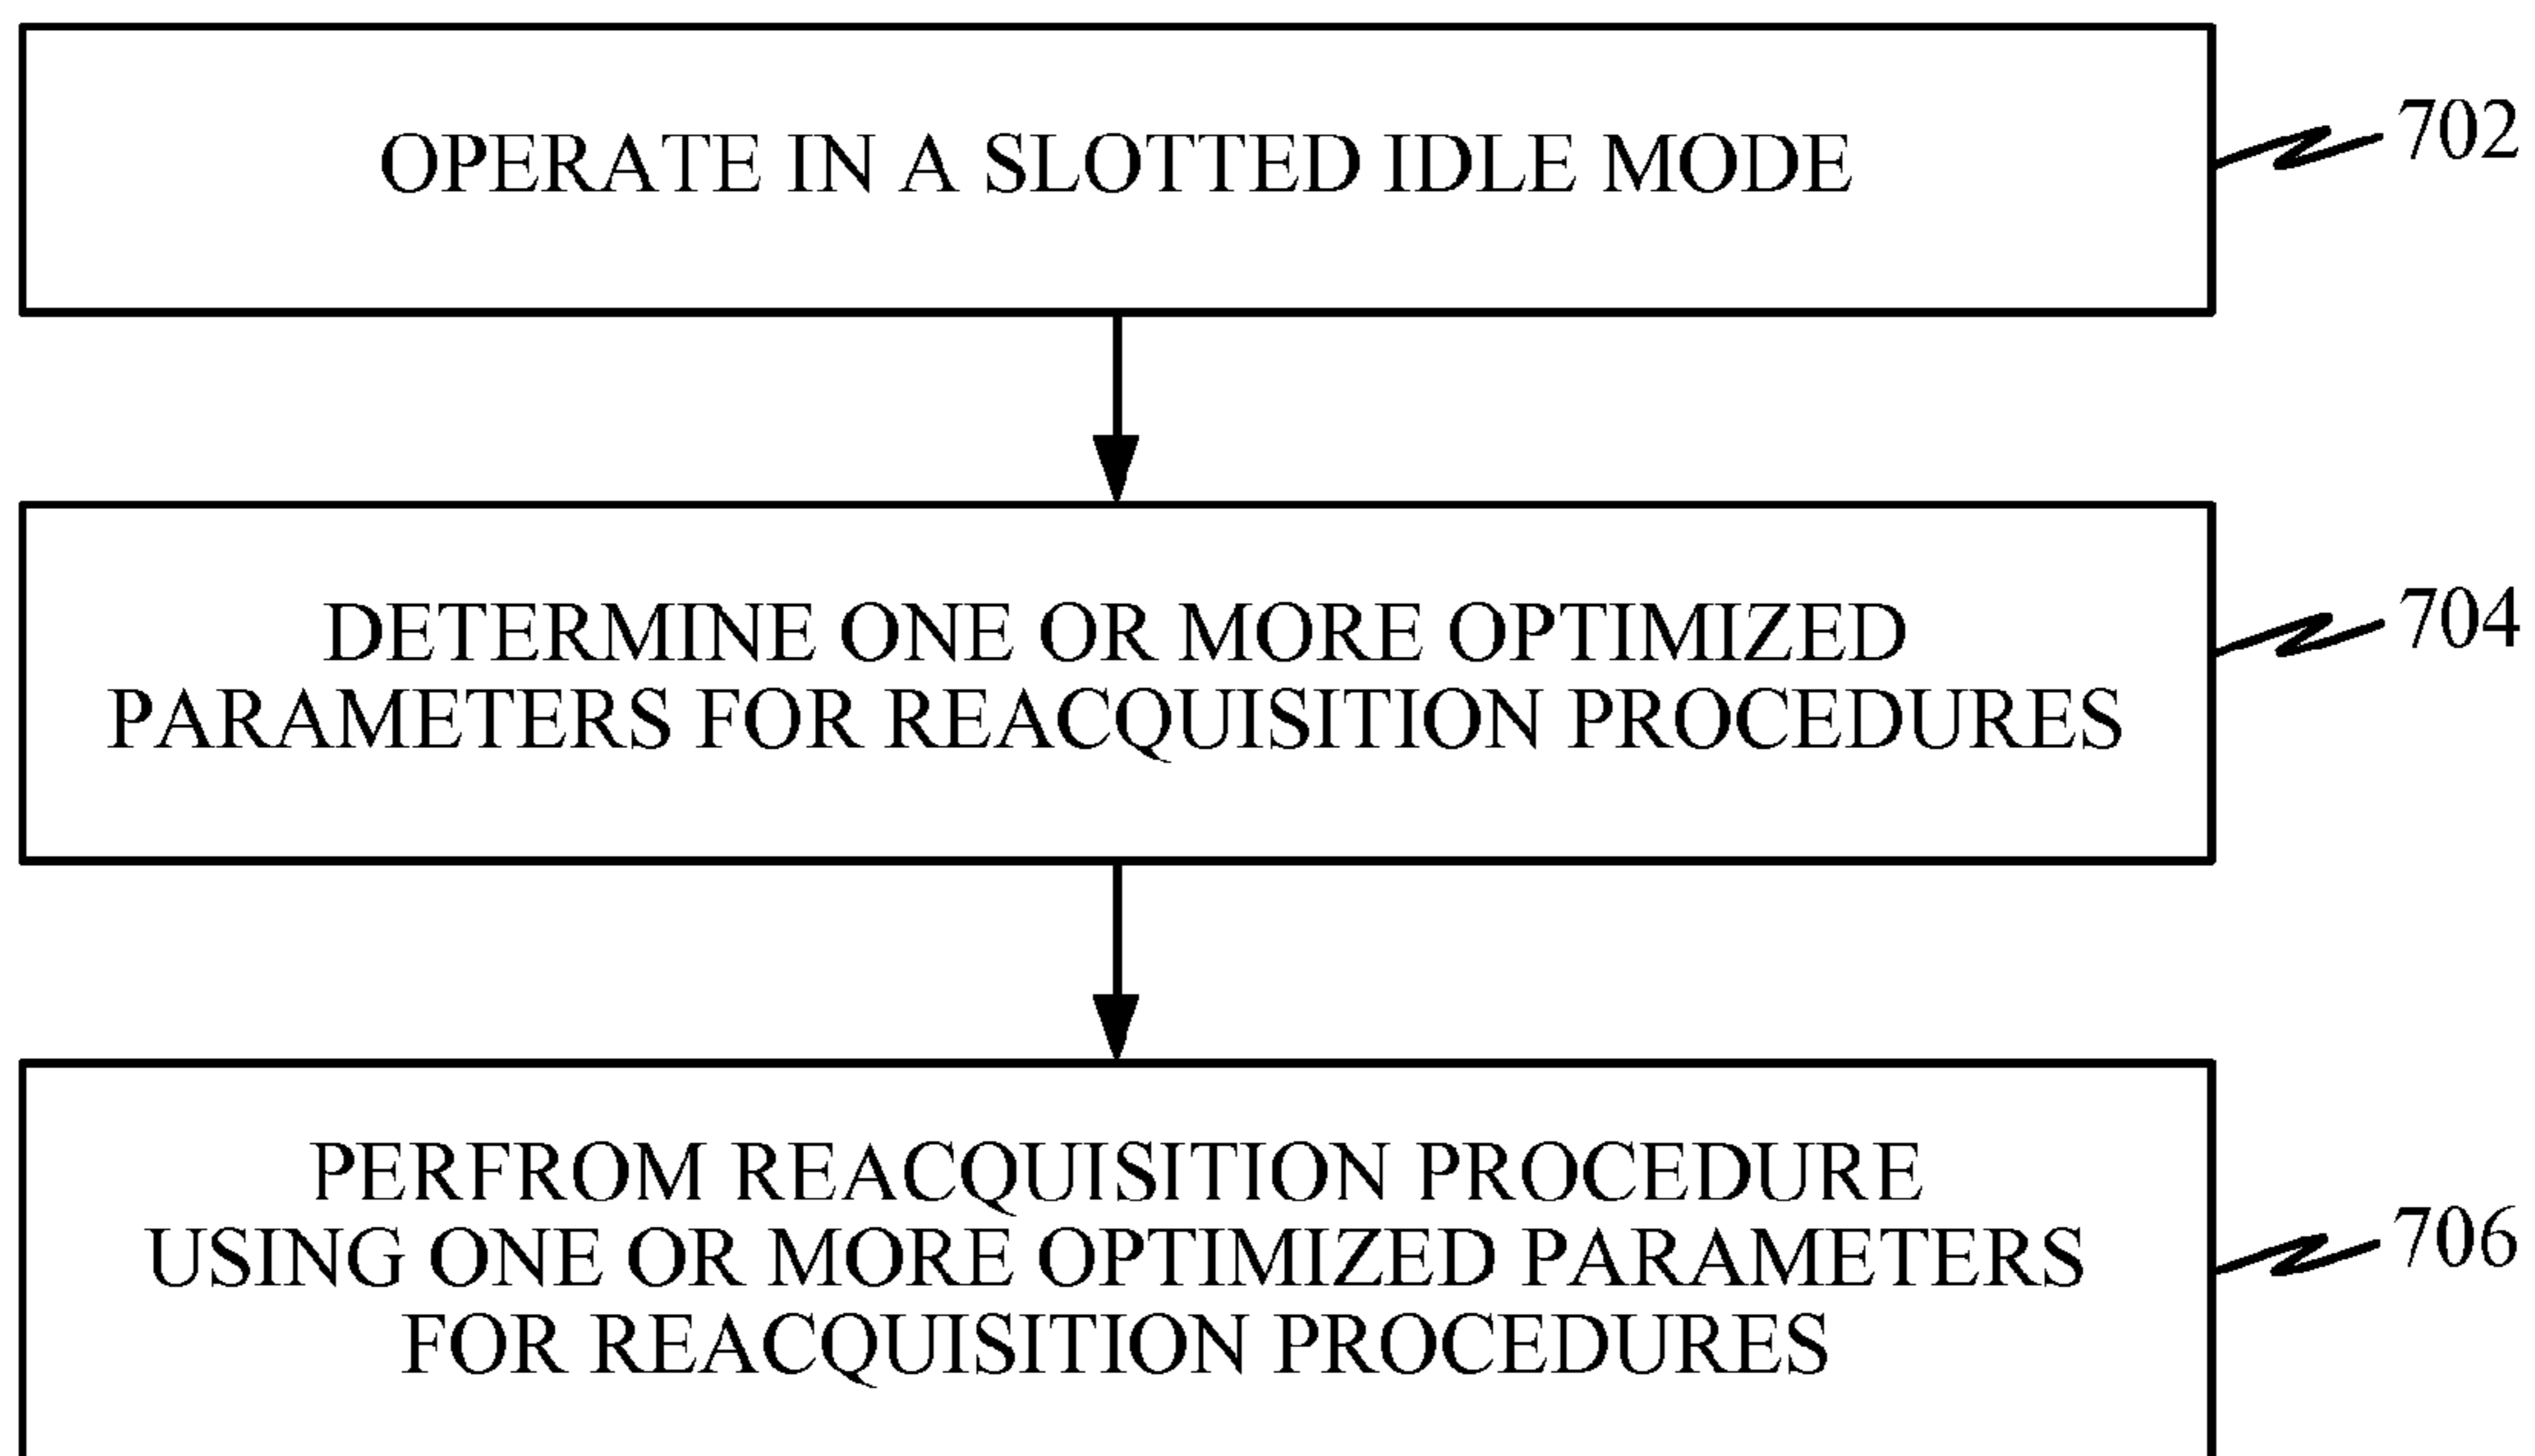 OPERATE IN A SLOTTED IDLE MODE
702
DETERMINE ONE OR MORE OPTIMIZED
PARAMETERS FOR REACQUISITION PROCEDURES
704
PERFROM REACQUISITION PROCEDURE
USING ONE OR MORE OPTIMIZED PARAMETERS
FOR REACQUISITION PROCEDURES
706